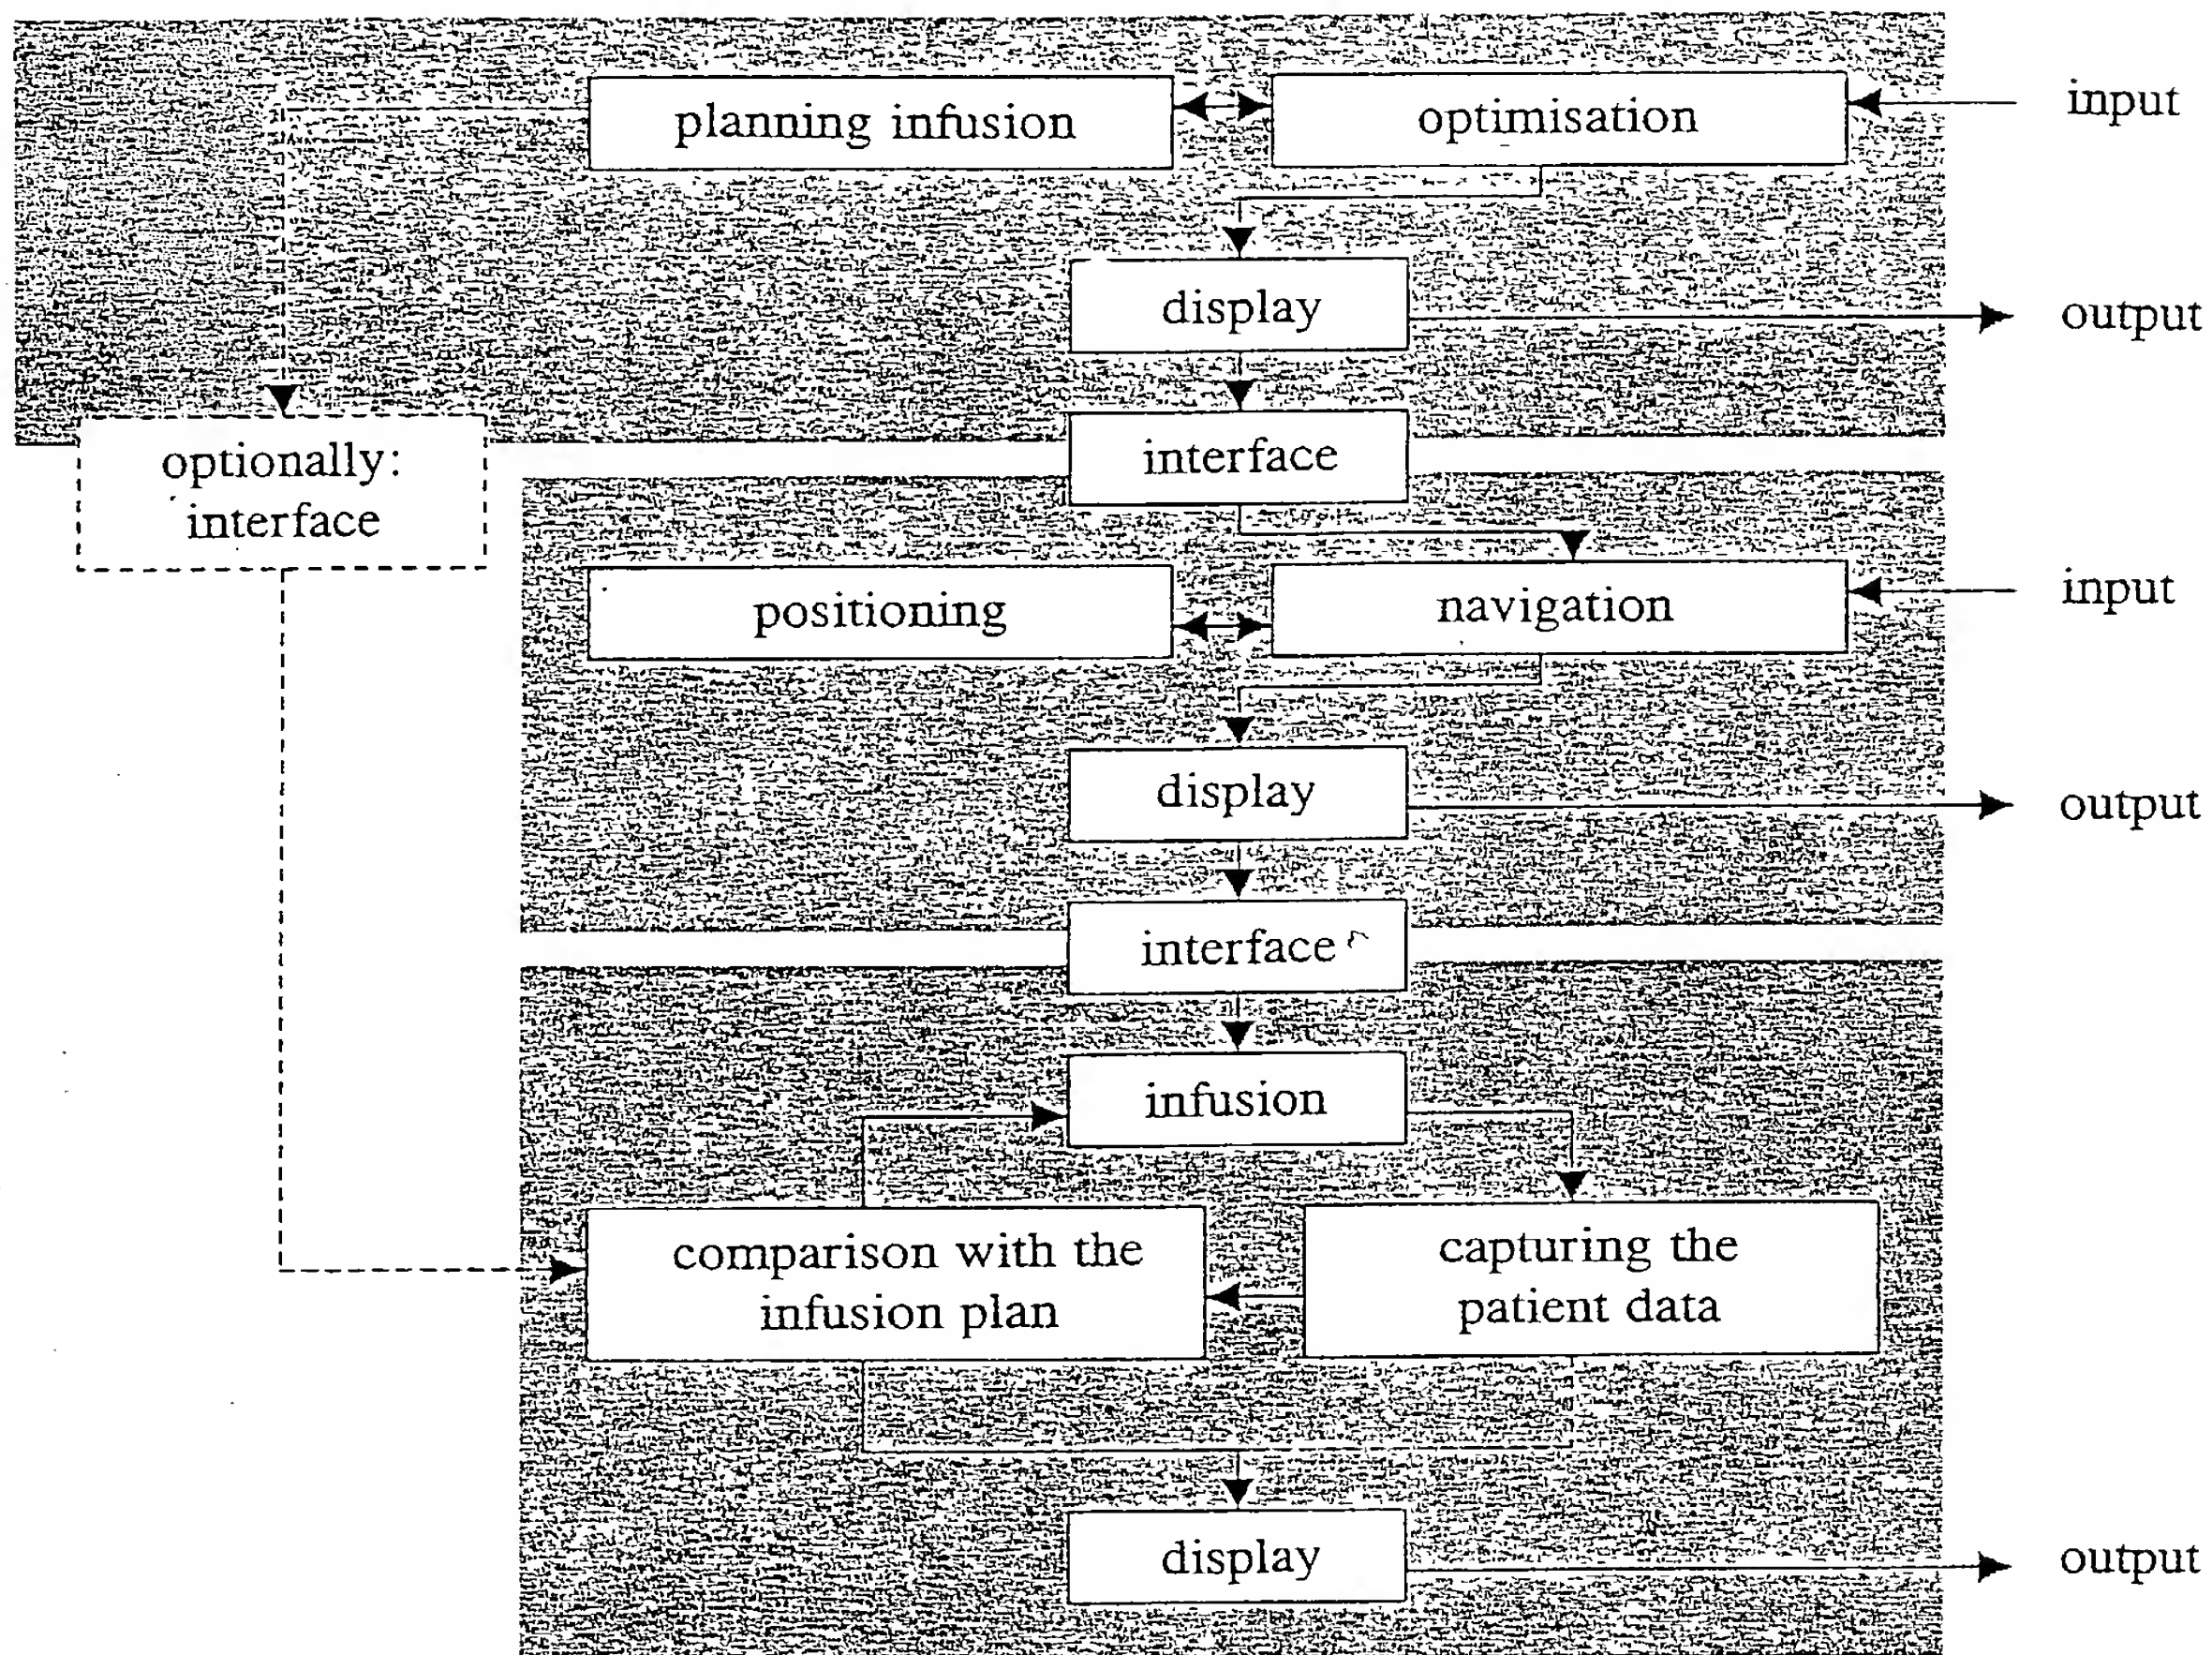 planning infusion
optimisation
input
display
output
interface
optionally:
interface
positioning
navigation
input
display
output
interface
infusion
comparison with the
infusion plan
capturing the
patient data
display
output